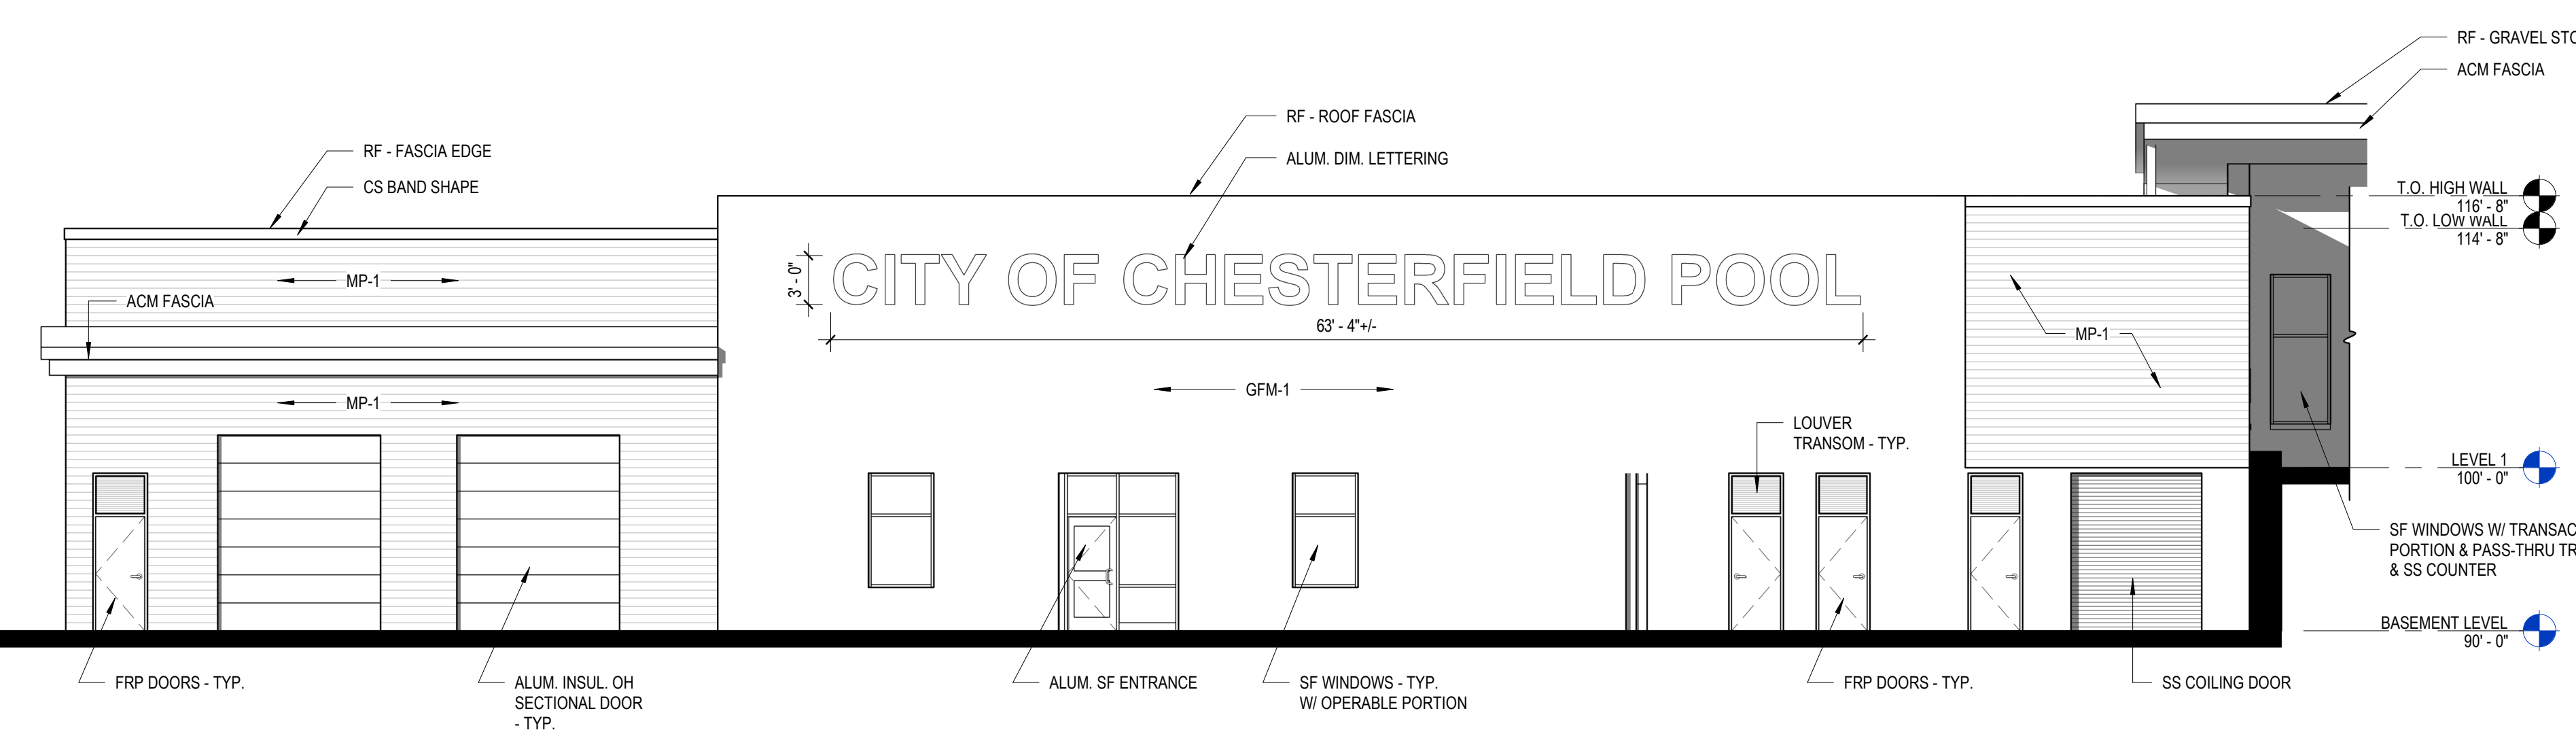 RF - GRAVEL STO
ACM FASCIA
RF - ROOF FASCIA
ALUM. DIM. LETTERING
RF - FASCIA EDGE
CS BAND SHAPE
T.O. HIGH WALL
116' - 8"
T.O. LOW WALL
114' - 8"
CITY OF CHESTERFIELD POOL
3' - 0"
63' - 4"+/-
MP-1
ACM FASCIA
MP-1
MP-1
GFM-1
LOUVER
TRANSOM - TYP.
LEVEL 1
100' - 0"
SF WINDOWS W/ TRANSAC
PORTION & PASS-THRU TR
& SS COUNTER
BASEMENT LEVEL
90' - 0"
FRP DOORS - TYP.
ALUM. INSUL. OH
SECTIONAL DOOR
- TYP.
ALUM. SF ENTRANCE
SF WINDOWS - TYP.
W/ OPERABLE PORTION
FRP DOORS - TYP.
SS COILING DOOR